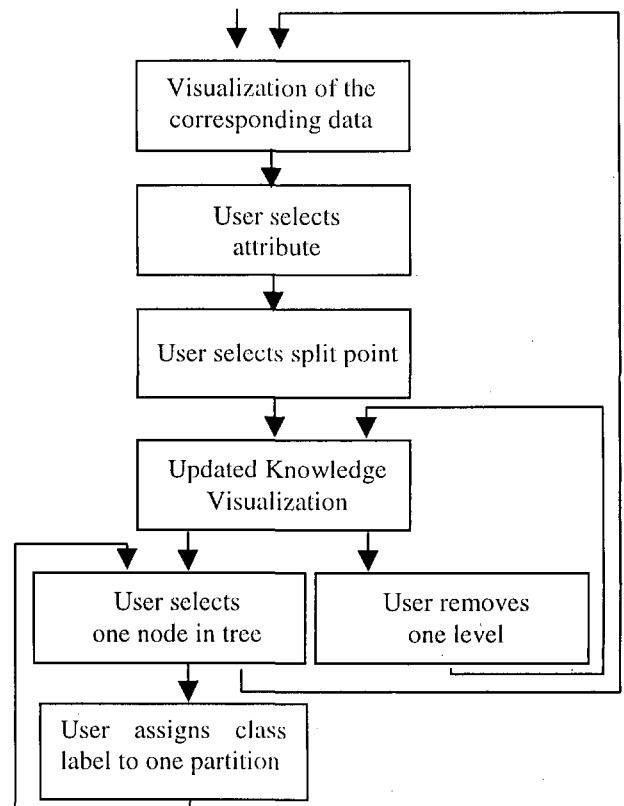 Visualization of the
corresponding data
User selects
attribute
User selects split point
Updated Knowledge
Visualization
User selects
one node in tree
User removes
one level
User assigns class
label to one partition